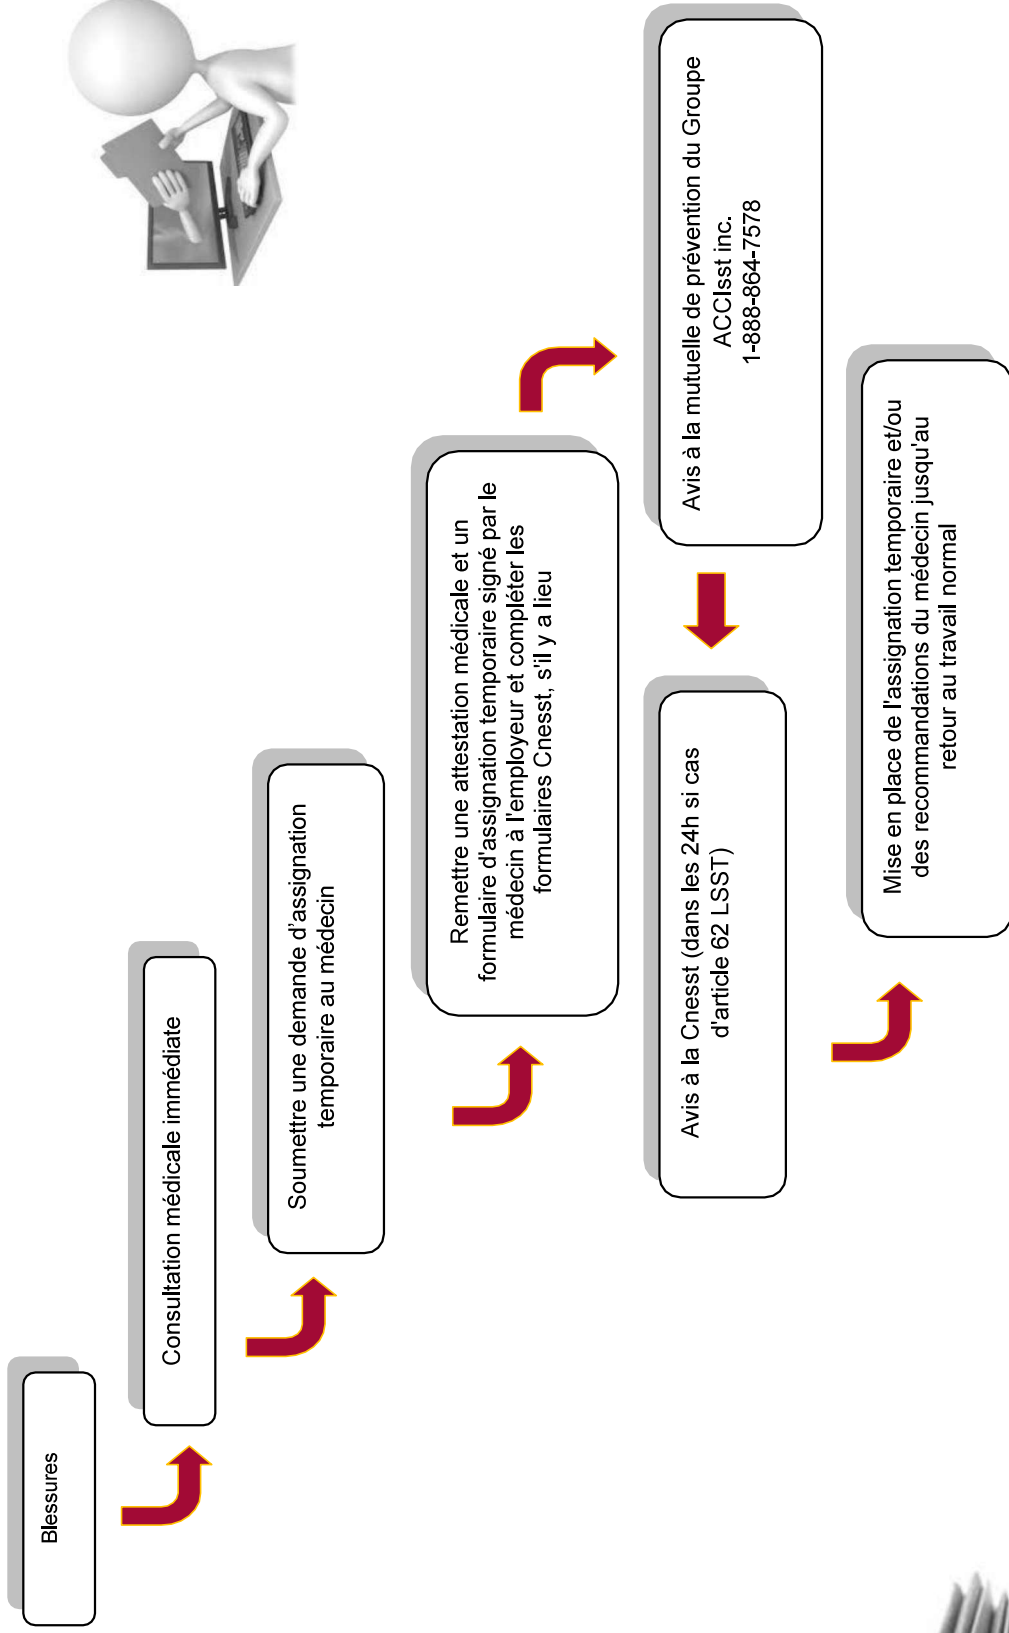 Blessures
Consultation médicale immédiate
Soumettre une demande d'assignation
temporaire au médecin
Remettre une attestation médicale et un
formulaire d'assignation temporaire signé par le
médecin à l'employeur et compléter les
formulaires Cnesst, s'il y a lieu
Avis à la mutuelle de prévention du Groupe
ACCIsst inc.
1-888-864-7578
Avis à la Cnesst (dans les 24h si cas
d'article 62 LSST)
Mise en place de l'assignation temporaire et/ou
des recommandations du médecin jusqu'au
retour au travail normal